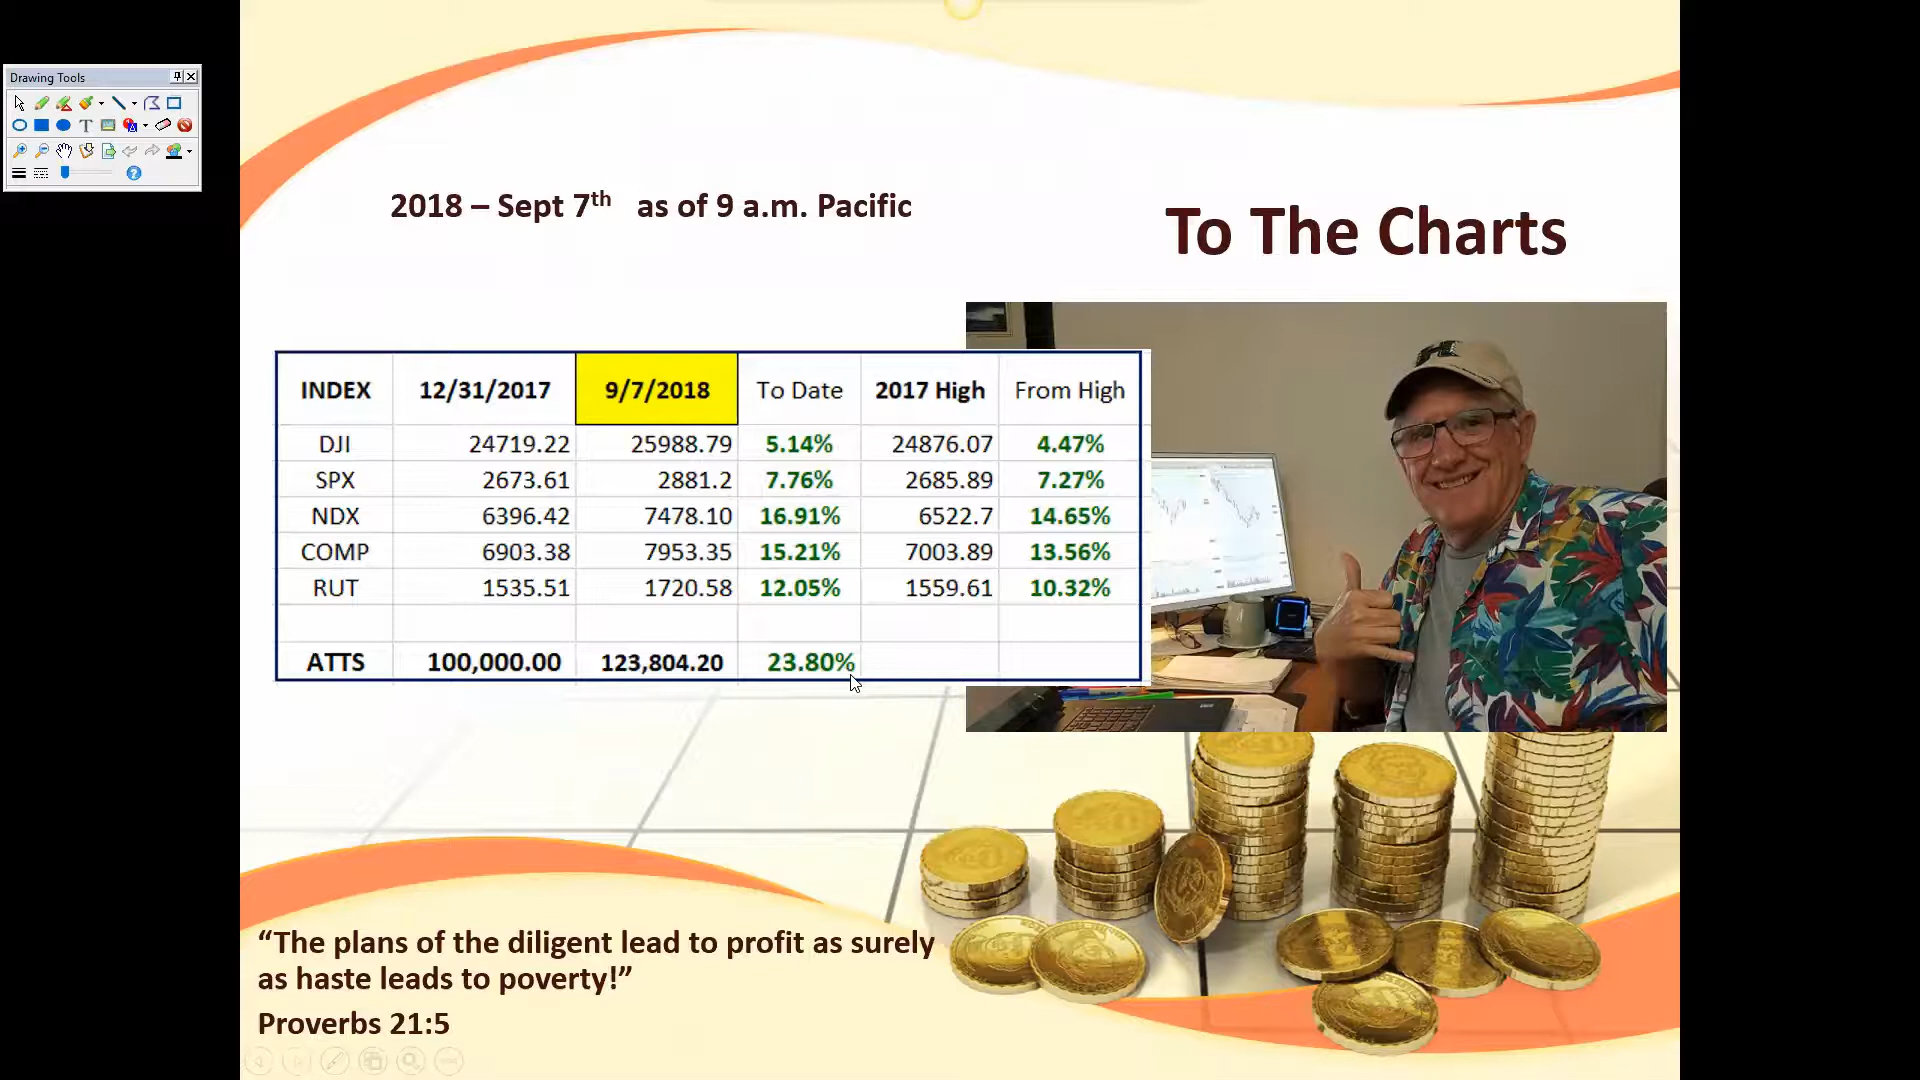 Drawing Tools
2018 – Sept 7th as of 9 a.m. Pacific
To The Charts
INDEX 12/31/2017 9/7/2018 To Date 2017 High From High
DJI 24719.22 25988.79 5.14% 24876.07 4.47%
SPX 2673.61 2881.2 7.76% 2685.89 7.27%
NDX 6396.42 7478.10 16.91% 6522.7 14.65%
COMP 6903.38 7953.35 15.21% 7003.89 13.56%
RUT 1535.51 1720.58 12.05% 1559.61 10.32%
ATTS 100,000.00 123,804.20 23.80%
H
“The plans of the diligent lead to profit as surely
as haste leads to poverty!”
Proverbs 21:5